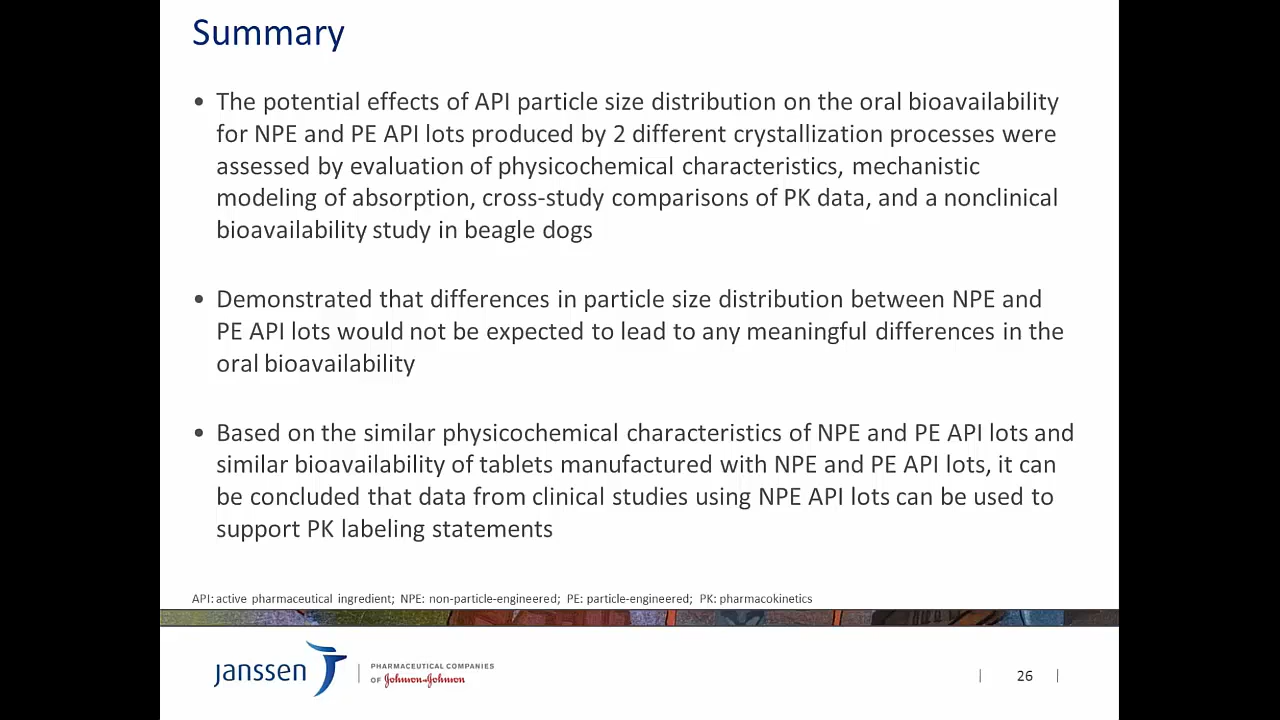 Summary
• The potential effects of API particle size distribution on the oral bioavailability
for NPE and PE API lots produced by 2 different crystallization processes were
assessed by evaluation of physicochemical characteristics, mechanistic
modeling of absorption, cross-study comparisons of PK data, and a nonclinical
bioavailability study in beagle dogs
• Demonstrated that differences in particle size distribution between NPE and
PE API lots would not be expected to lead to any meaningful differences in the
oral bioavailability
• Based on the similar physicochemical characteristics of NPE and PE API lots and
similar bioavailability of tablets manufactured with NPE and PE API lots, it can
be concluded that data from clinical studies using NPE API lots can be used to
support PK labeling statements
API: active pharmaceutical ingredient; NPE: non-particle-engineered; PE: particle-engineered; PK: pharmacokinetics
janssen
PHARMACEUTICAL COMPANIES
OF Johnson & Johnson
26